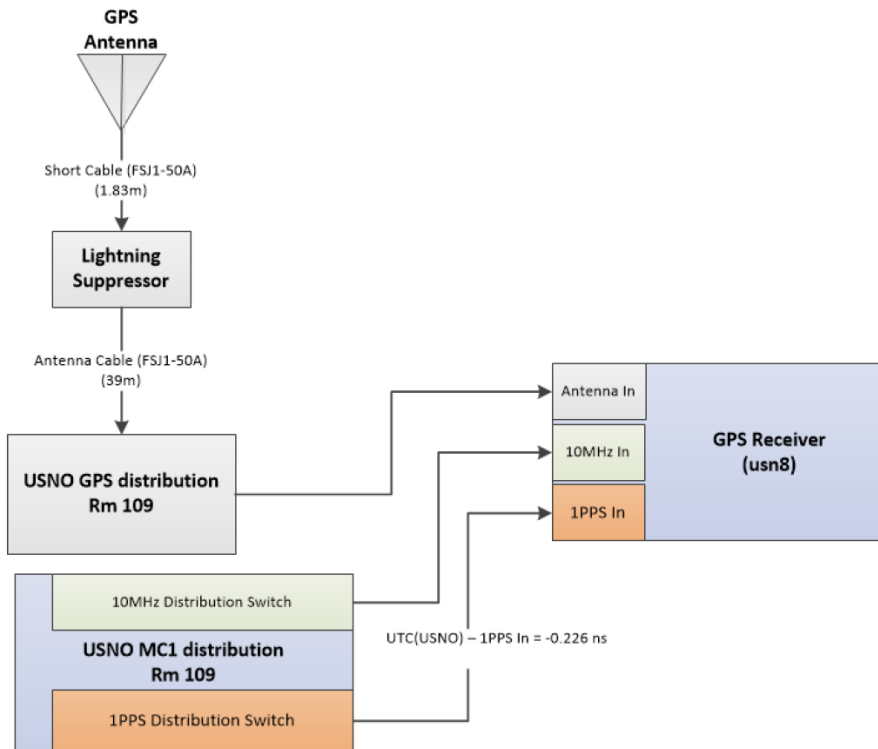 GPS
Antenna
Short Cable (FSJ1-50A)
(1.83m)
Lightning
Suppressor
Antenna Cable (FSJ1-50A)
(39m)
USNO GPS distribution
Rm 109
Antenna In
10MHz In
1PPS In
GPS Receiver
(usn8)
10MHz Distribution Switch
USNO MC1 distribution
Rm 109
1PPS Distribution Switch
UTC(USNO) – 1PPS In = -0.226 ns